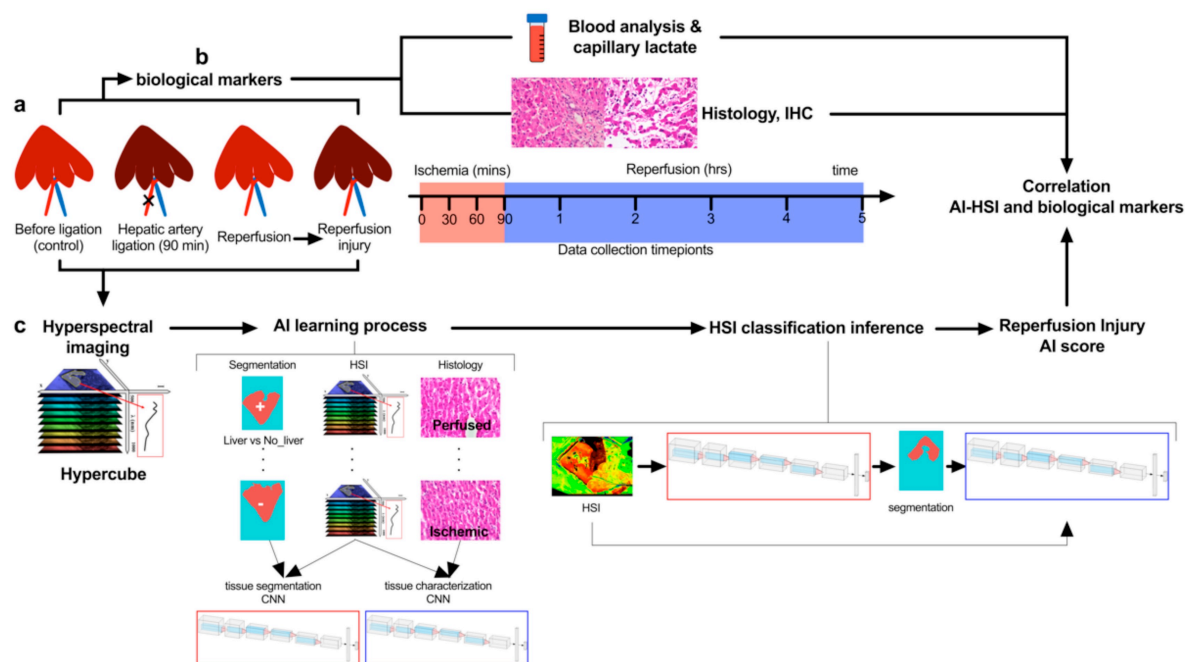 Blood analysis &
capillary lactate
b
biological markers
Histology, IHC
a
Before ligation
(control)
Hepatic artery
ligation (90 min)
Reperfusion
Reperfusion
injury
Ischemia (mins)
Reperfusion (hrs)
time
0
30
60
90
1
2
3
4
5
Data collection timepionts
Correlation
AI-HSI and biological markers
c
Hyperspectral
imaging
Hypercube
AI learning process
Segmentation
HSI
Histology
+
Perfused
Liver vs No_liver
-
Ischemic
tissue segmentation
CNN
tissue characterization
CNN
HSI classification inference
Reperfusion Injury
AI score
HSI
segmentation